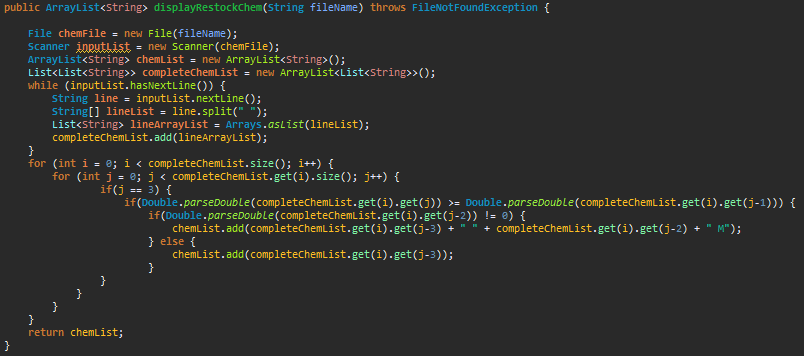 public ArrayList<String> displayRestockChem(String fileName) throws FileNotFoundException {

    File chemFile = new File(fileName);
    Scanner inputList = new Scanner(chemFile);
    ArrayList<String> chemList = new ArrayList<String>();
    List<List<String>> completeChemList = new ArrayList<List<String>>();
    while (inputList.hasNextLine()) {
        String line = inputList.nextLine();
        String[] lineList = line.split(" ");
        List<String> lineArrayList = Arrays.asList(lineList);
        completeChemList.add(lineArrayList);
    }
    for (int i = 0; i < completeChemList.size(); i++) {
        for (int j = 0; j < completeChemList.get(i).size(); j++) {
                if(j == 3) {
                    if(Double.parseDouble(completeChemList.get(i).get(j)) >= Double.parseDouble(completeChemList.get(i).get(j-1))) {
                        if(Double.parseDouble(completeChemList.get(i).get(j-2)) != 0) {
                            chemList.add(completeChemList.get(i).get(j-3) + " " + completeChemList.get(i).get(j-2) + " M");
                        } else {
                            chemList.add(completeChemList.get(i).get(j-3));
                        }
                }
            }
        }
    }
    return chemList;
}